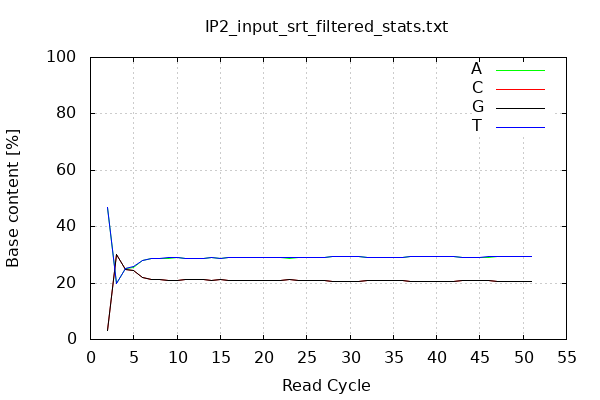 IP2_input_srt_filtered_stats.txt
100
80
60
40
20
0
Base content [%]
A
C
G
T
0 5 10 15 20 25 30 35 40 45 50 55
Read Cycle